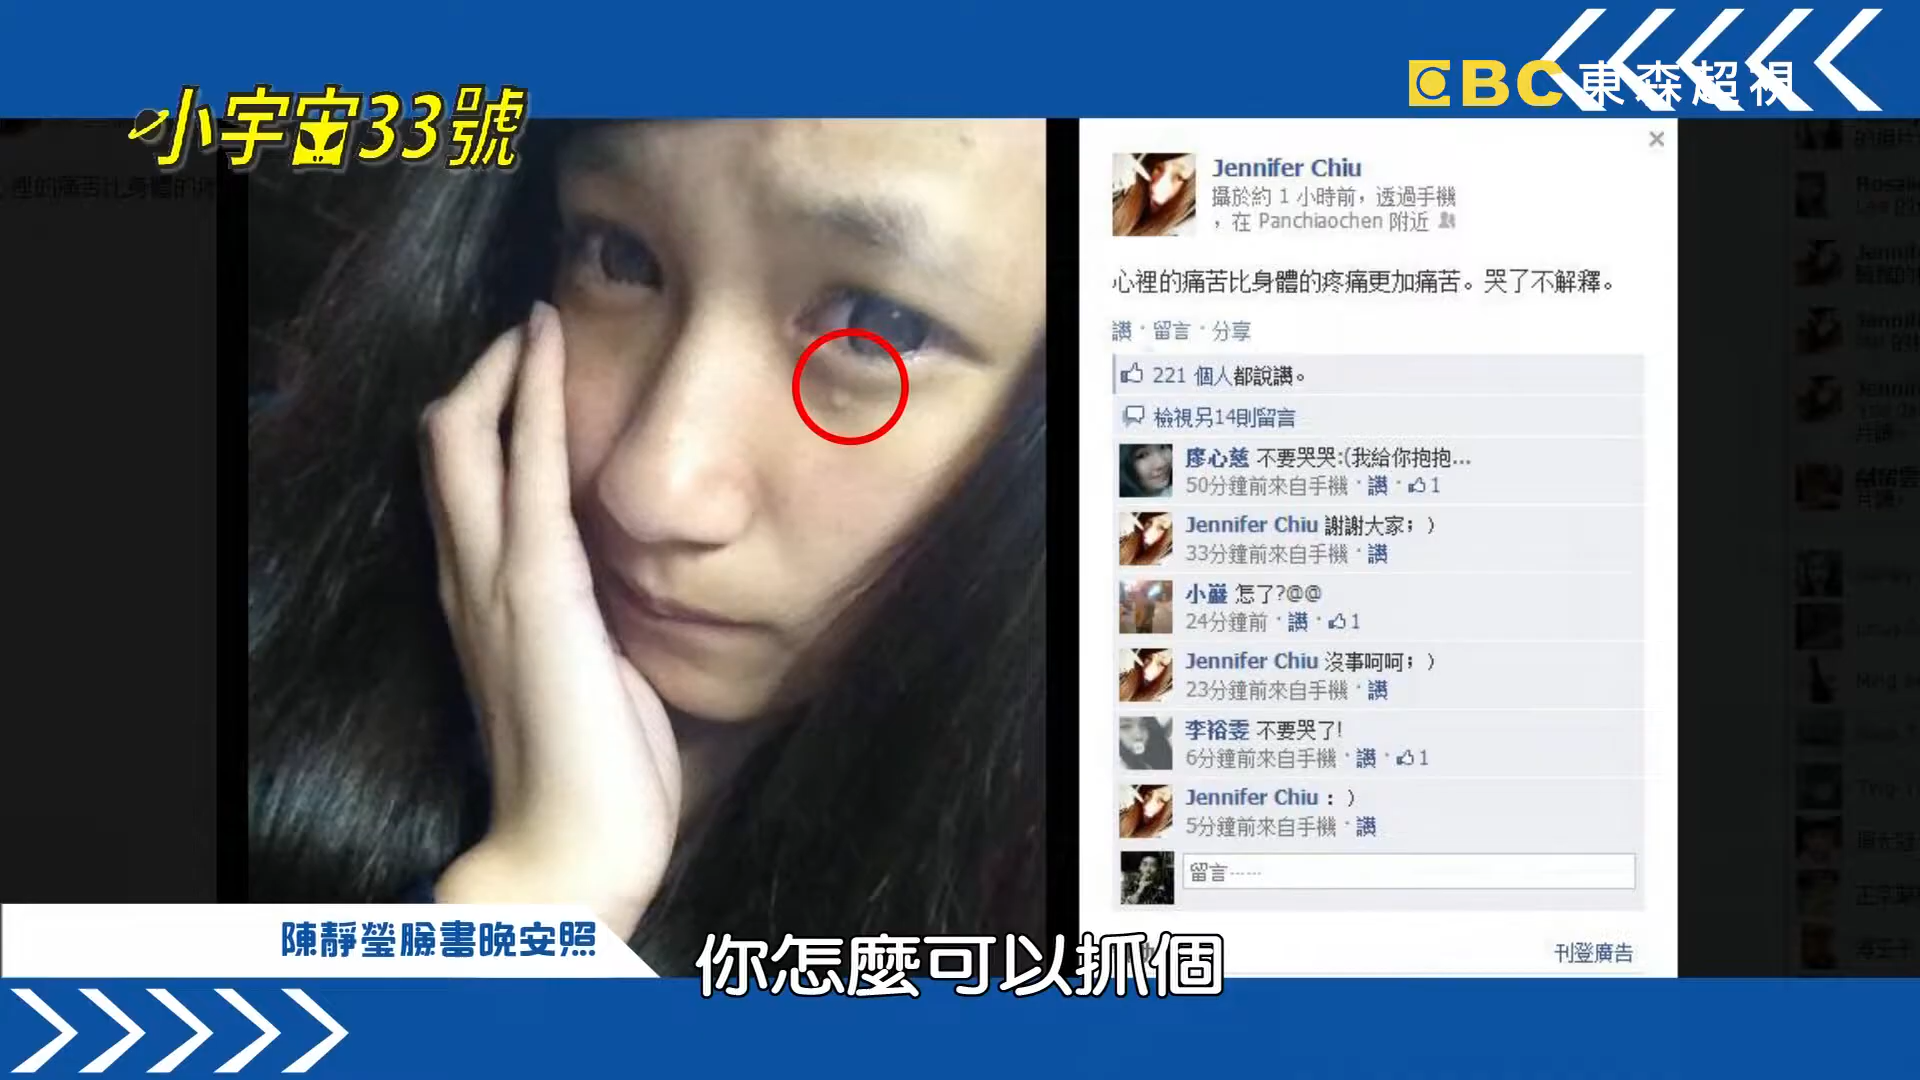 小宇宙33號
EBC 東森超視
Jennifer Chiu
攝於約 1 小時前，透過手機
，在 Panchiaochen 附近
心裡的痛苦比身體的疼痛更加痛苦。哭了不解釋。
讚 · 留言 · 分享
221 個人都說讚。
檢視另14則留言
廖心慈 不要哭哭:(我給你抱抱...
50分鐘前來自手機 · 讚 · 1
Jennifer Chiu 謝謝大家；)
33分鐘前來自手機 · 讚
小巖 怎了?@@
24分鐘前 · 讚 · 1
Jennifer Chiu 沒事呵呵；)
23分鐘前來自手機 · 讚
李裕雯 不要哭了!
6分鐘前來自手機 · 讚 · 1
Jennifer Chiu : )
5分鐘前來自手機 · 讚
留言……
刊登廣告
陳靜瑩臉書晚安照
你怎麼可以抓個